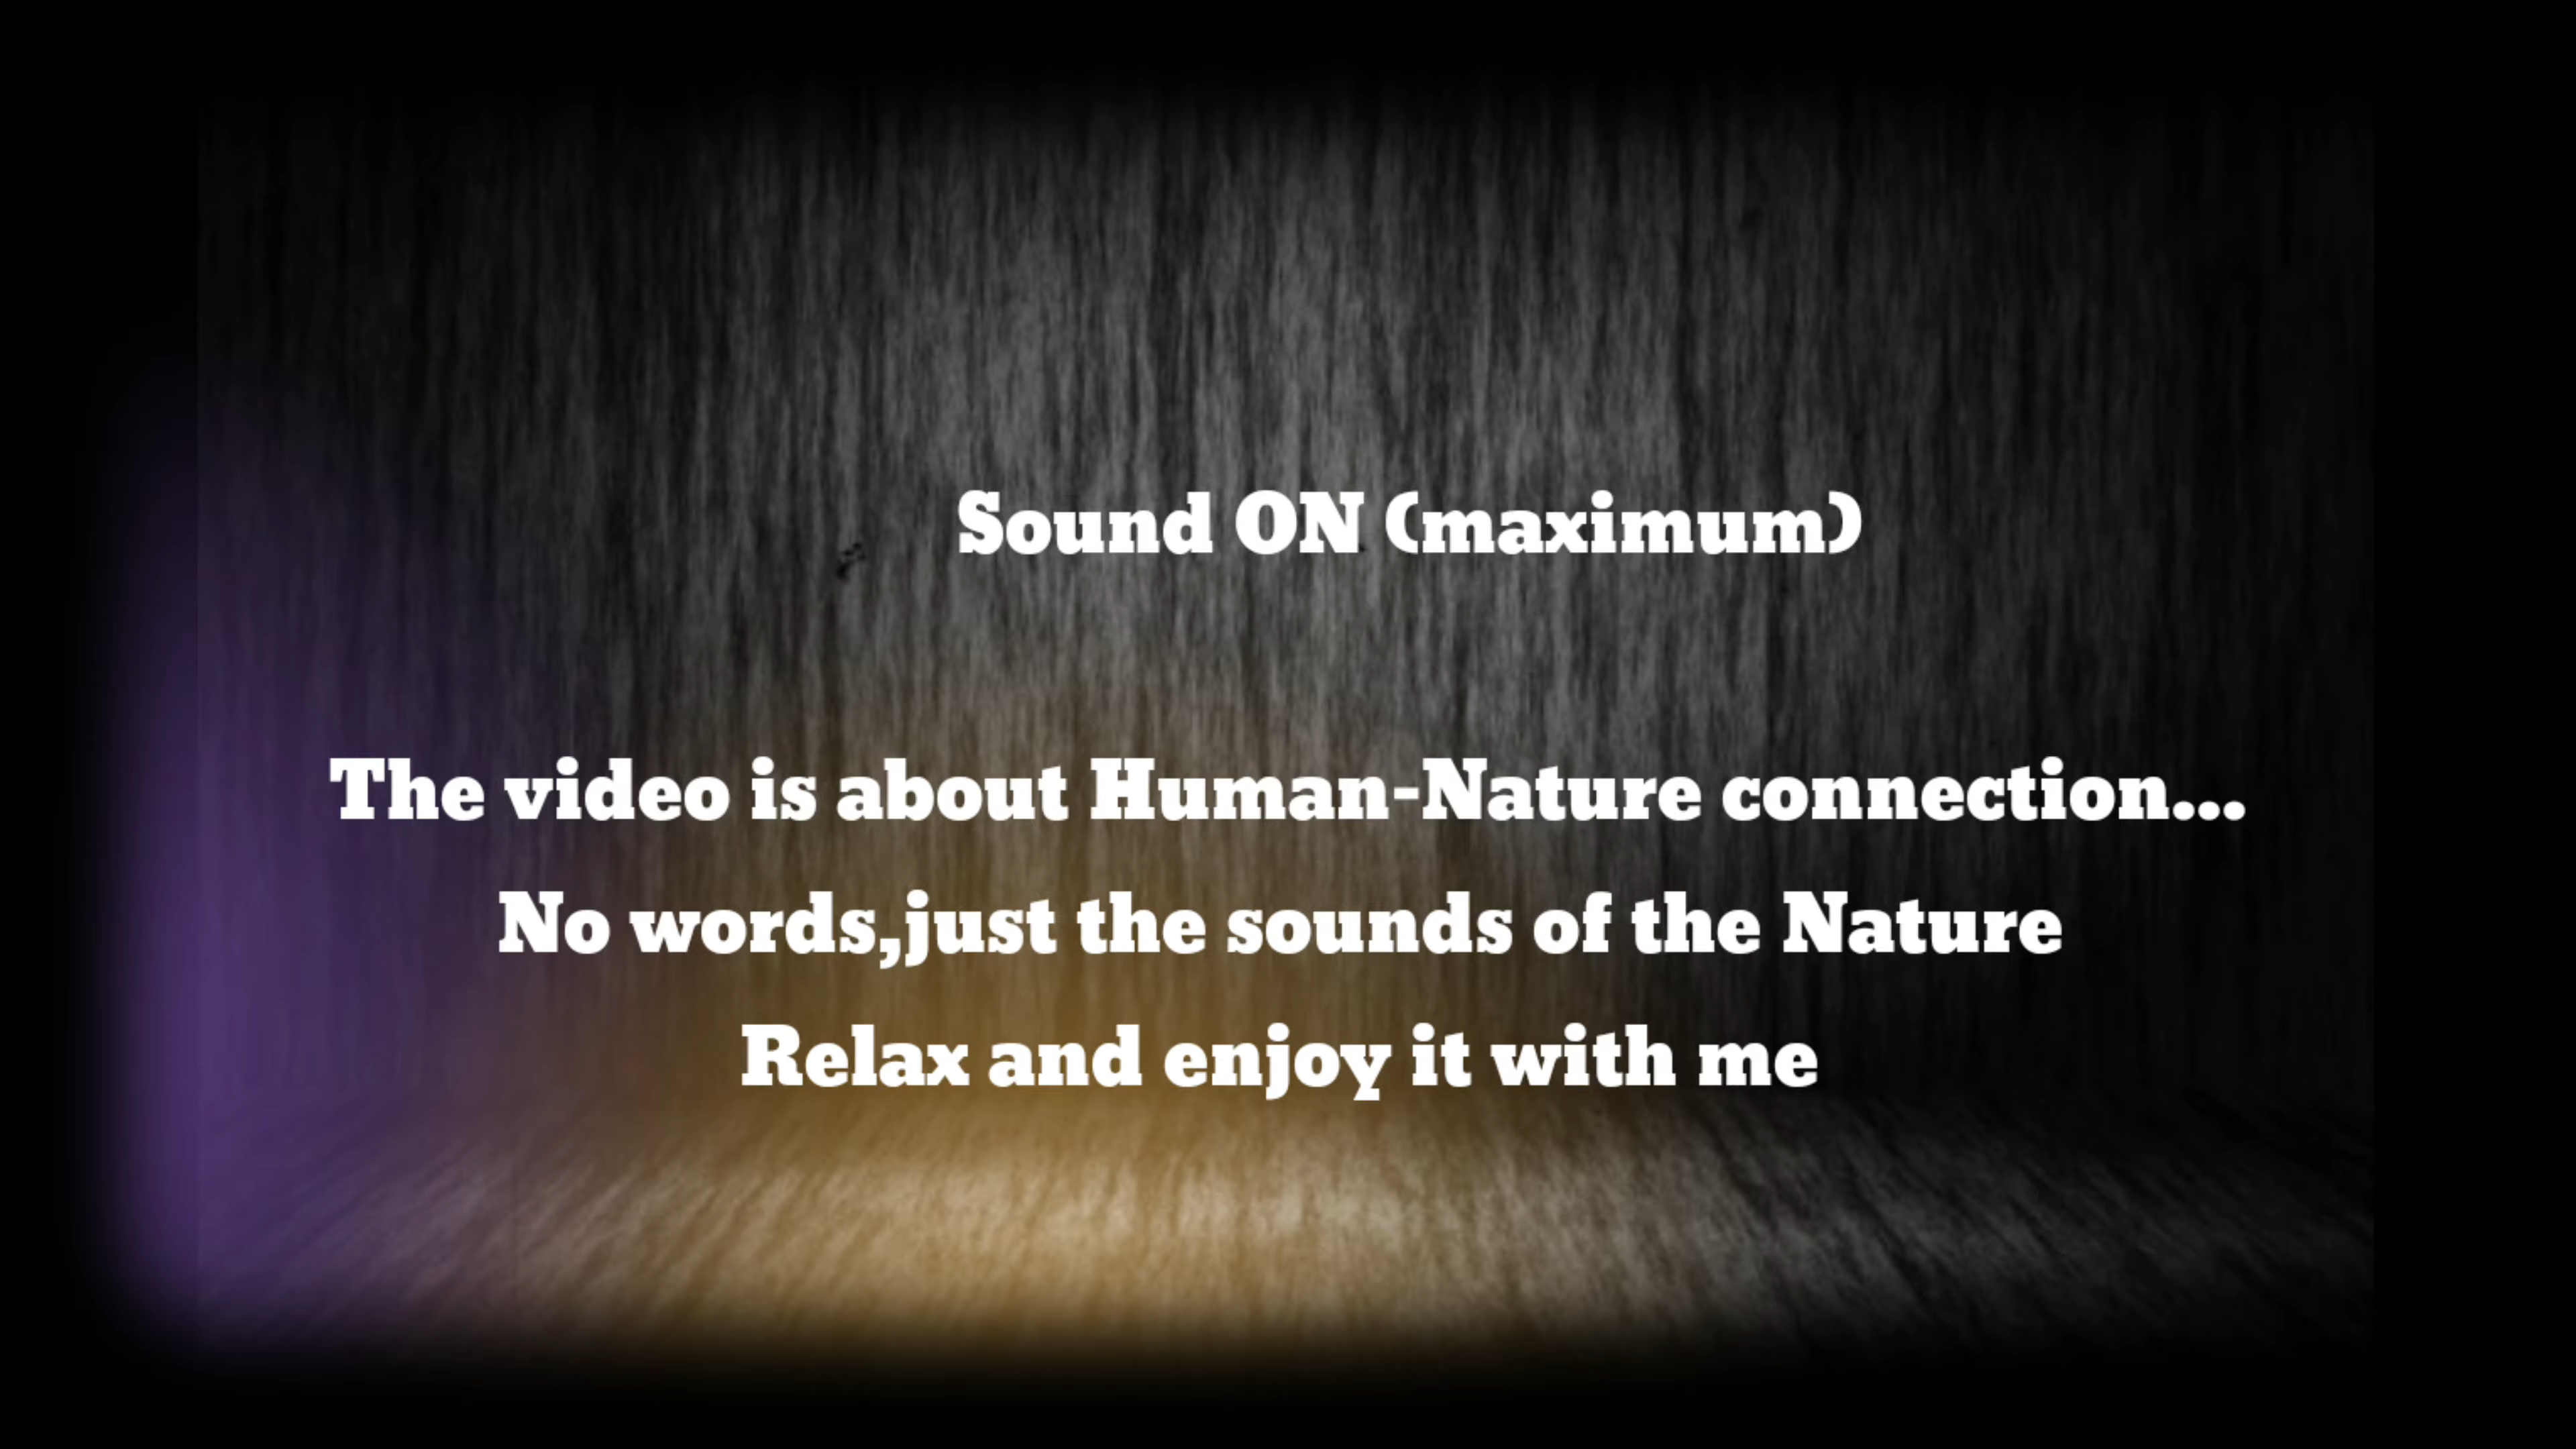 Sound ON (maximum)
The video is about Human-Nature connection...
No words,just the sounds of the Nature
Relax and enjoy it with me